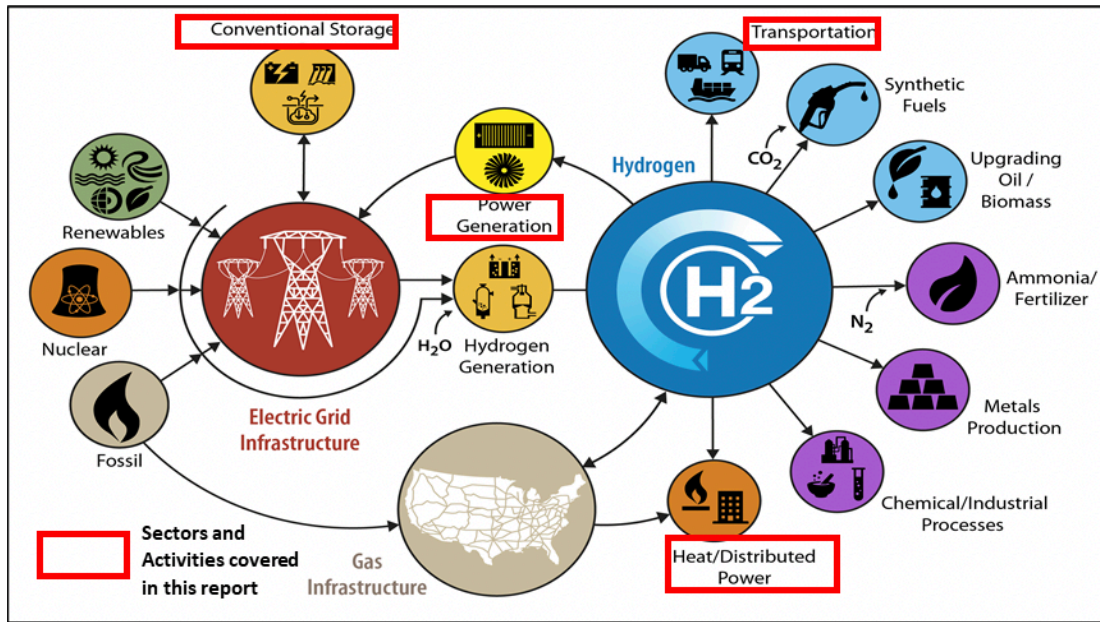 Conventional Storage
Transportation
Synthetic
Fuels
CO2
Hydrogen
Upgrading
Oil /
Biomass
Renewables
Power
Generation
H2
Ammonia/
Fertilizer
N2
Nuclear
H2O
Hydrogen
Generation
Metals
Production
Electric Grid
Infrastructure
Fossil
Chemical/Industrial
Processes
Sectors and
Activities covered
in this report
Gas
Infrastructure
Heat/Distributed
Power